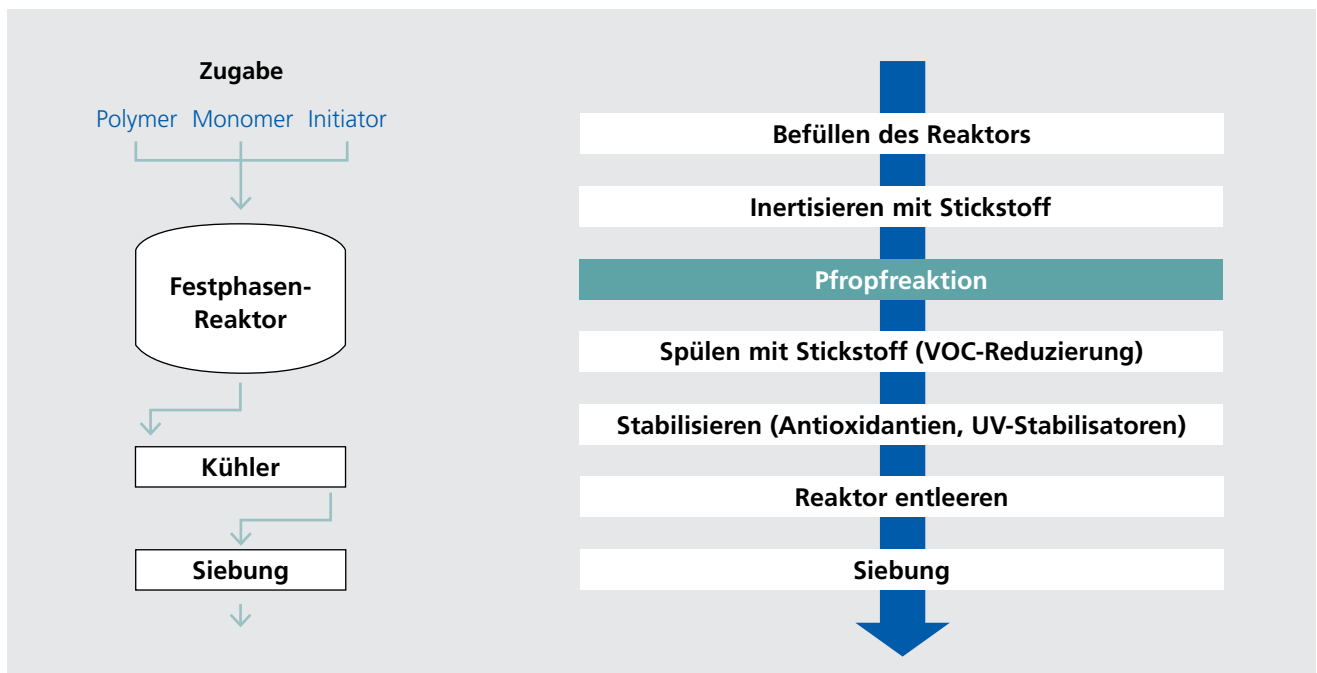 Zugabe
Polymer Monomer Initiator
Festphasen-
Reaktor
Kühler
Siebung
Befüllen des Reaktors
Inertisieren mit Stickstoff
Pfropfreaktion
Spülen mit Stickstoff (VOC-Reduzierung)
Stabilisieren (Antioxidantien, UV-Stabilisatoren)
Reaktor entleeren
Siebung